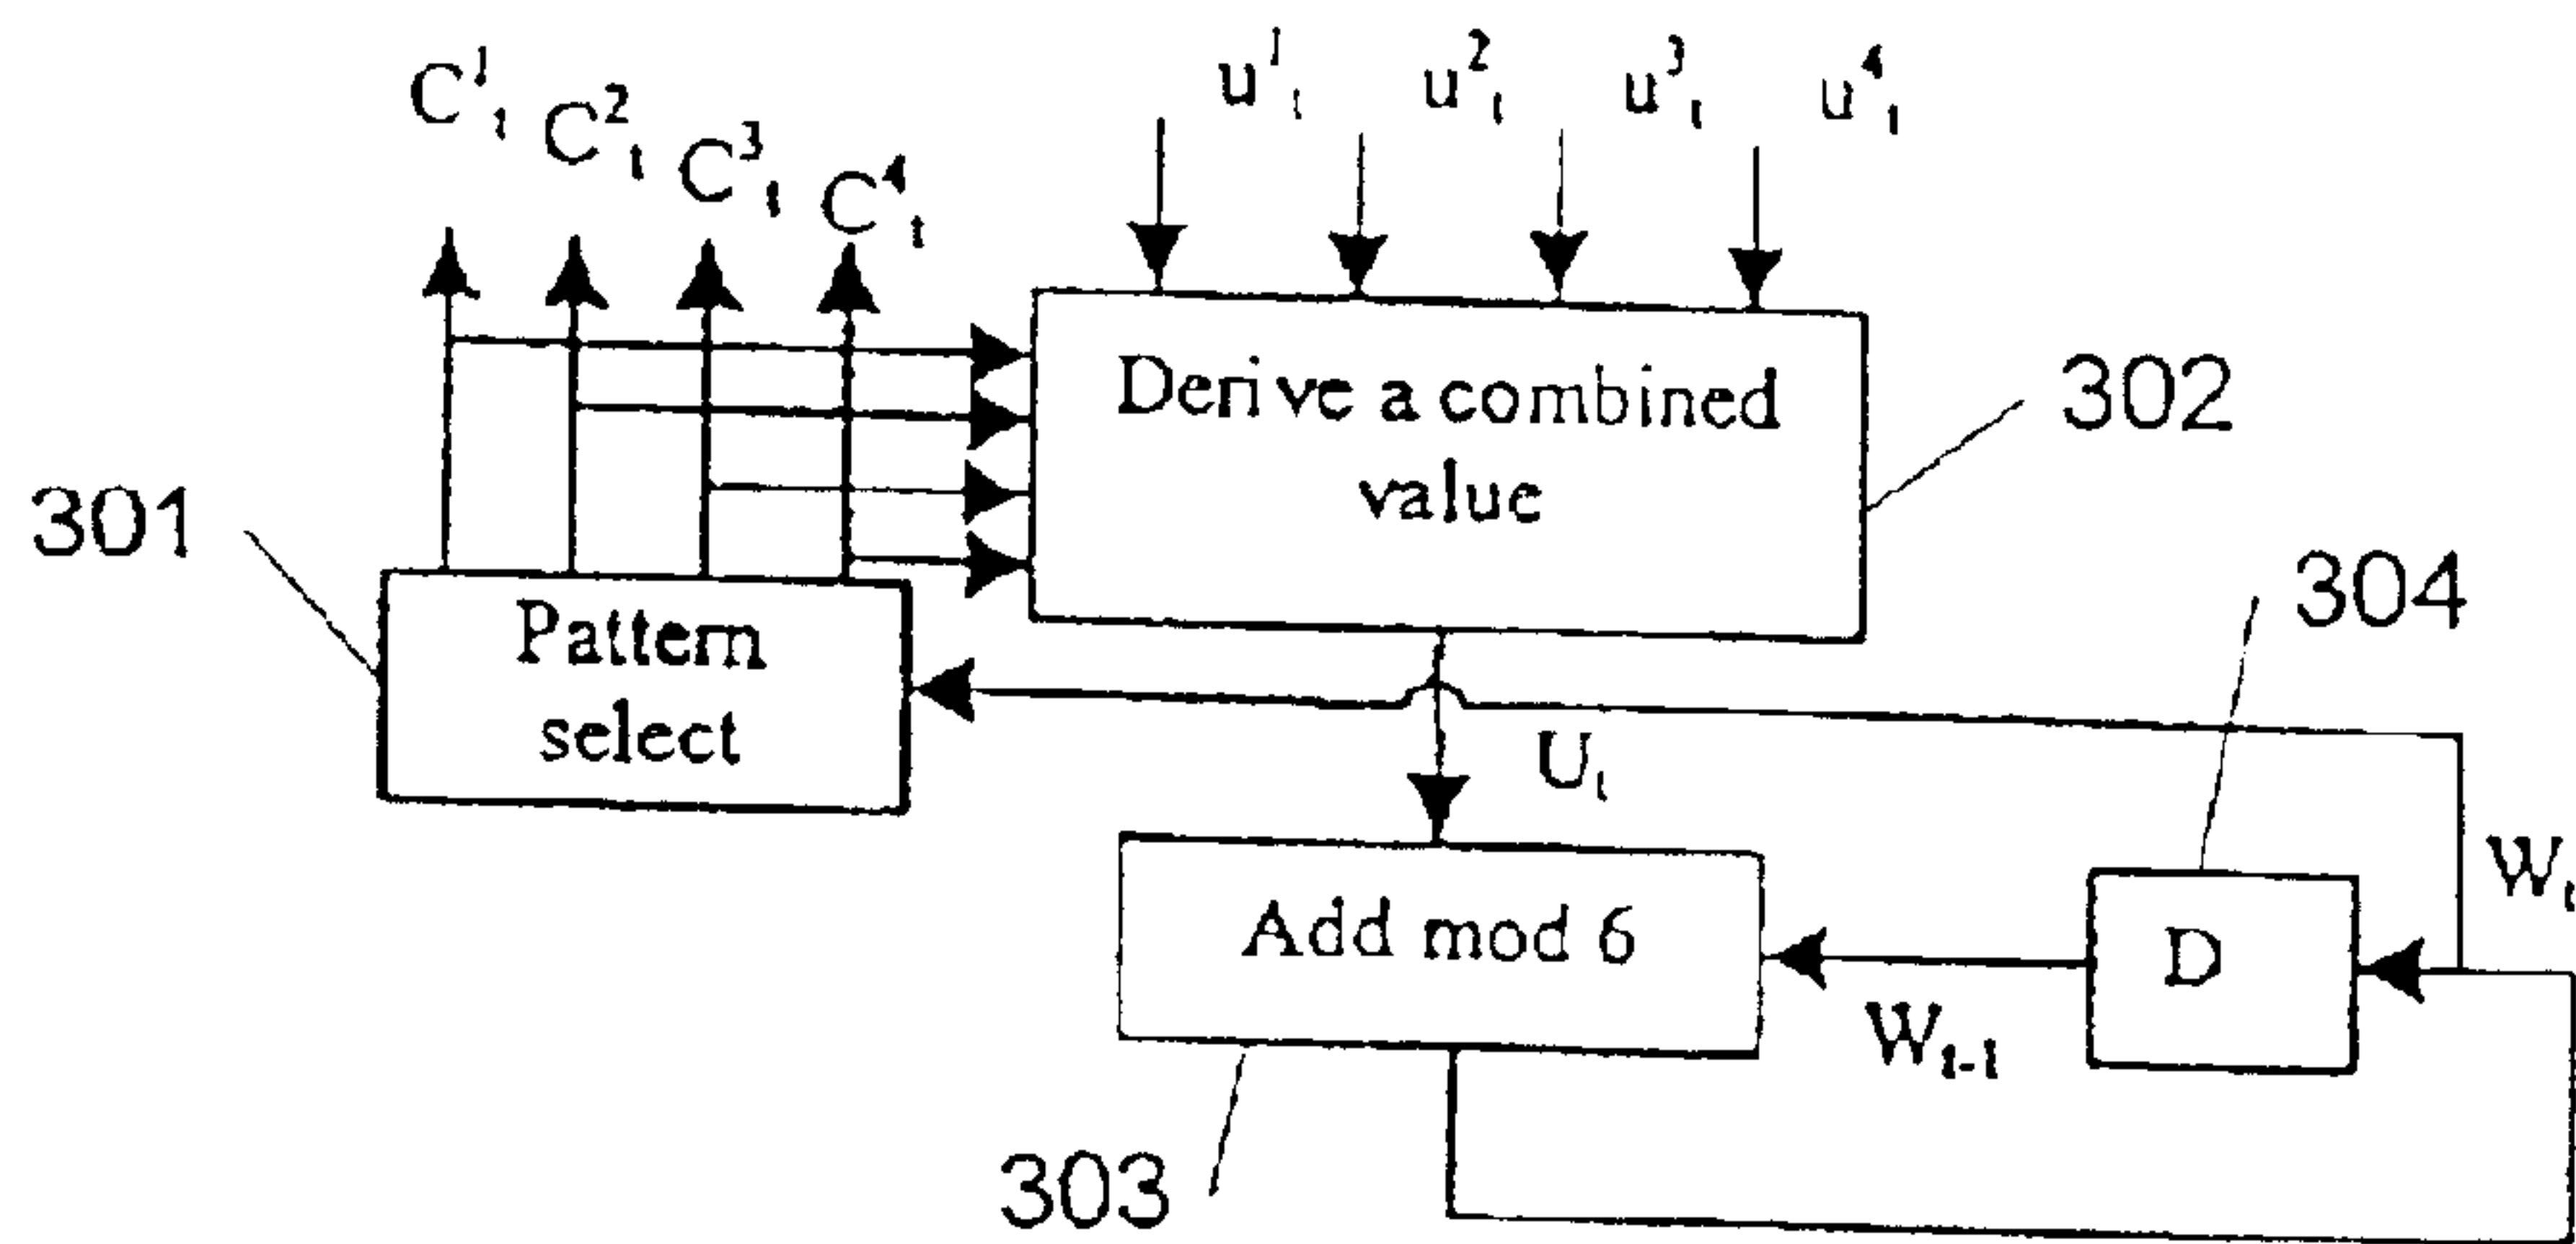 C¹ₜ C²ₜ C³ₜ C⁴ₜ
u¹ₜ u²ₜ u³ₜ u⁴ₜ
Derive a combined
value
302
301
Pattern
select
304
Uₜ
Wₜ
Add mod 6
D
Wₜ₋₁
303